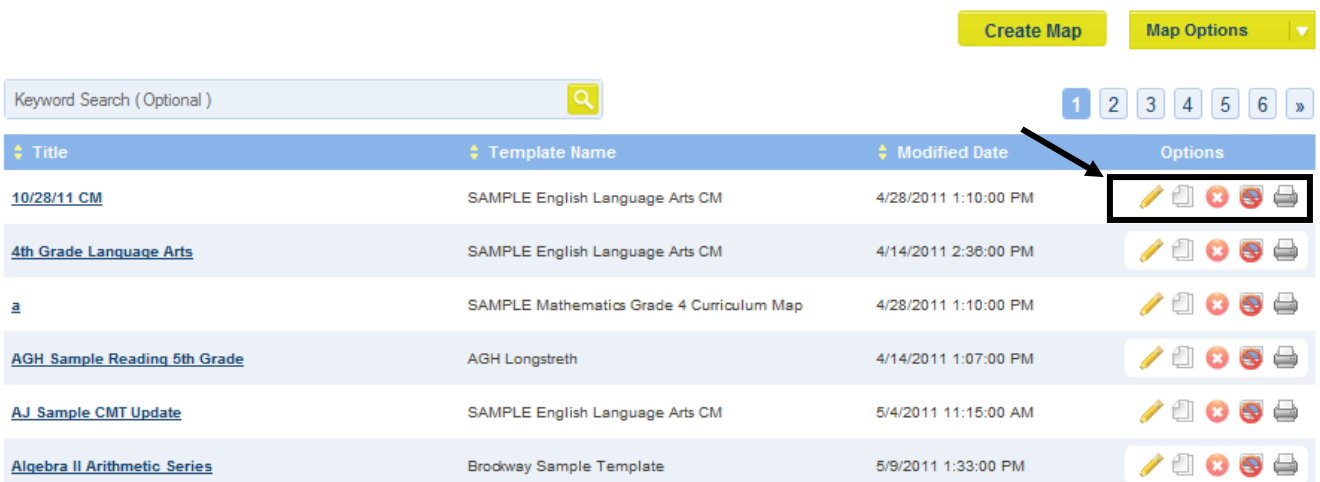 Create Map Map Options
Keyword Search ( Optional )
1 2 3 4 5 6 »
Title Template Name Modified Date Options
10/28/11 CM SAMPLE English Language Arts CM 4/28/2011 1:10:00 PM
4th Grade Language Arts SAMPLE English Language Arts CM 4/14/2011 2:36:00 PM
a SAMPLE Mathematics Grade 4 Curriculum Map 4/28/2011 1:10:00 PM
AGH Sample Reading 5th Grade AGH Longstreth 4/14/2011 1:07:00 PM
AJ Sample CMT Update SAMPLE English Language Arts CM 5/4/2011 11:15:00 AM
Algebra II Arithmetic Series Brockway Sample Template 5/9/2011 1:33:00 PM